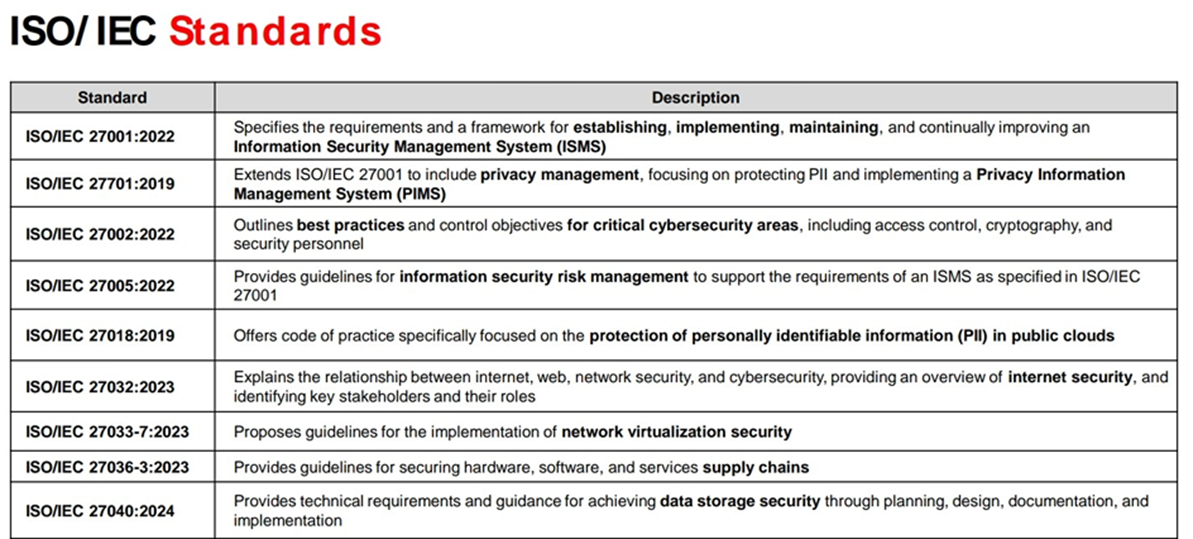 ISO/ IEC Standards
Standard
Description
ISO/IEC 27001:2022
Specifies the requirements and a framework for establishing, implementing, maintaining, and continually improving an
Information Security Management System (ISMS)
ISO/IEC 27701:2019
Extends ISO/IEC 27001 to include privacy management, focusing on protecting PII and implementing a Privacy Information
Management System (PIMS)
ISO/IEC 27002:2022
Outlines best practices and control objectives for critical cybersecurity areas, including access control, cryptography, and
security personnel
ISO/IEC 27005:2022
Provides guidelines for information security risk management to support the requirements of an ISMS as specified in ISO/IEC
27001
ISO/IEC 27018:2019
Offers code of practice specifically focused on the protection of personally identifiable information (PII) in public clouds
ISO/IEC 27032:2023
Explains the relationship between internet, web, network security, and cybersecurity, providing an overview of internet security, and
identifying key stakeholders and their roles
ISO/IEC 27033-7:2023
Proposes guidelines for the implementation of network virtualization security
ISO/IEC 27036-3:2023
Provides guidelines for securing hardware, software, and services supply chains
ISO/IEC 27040:2024
Provides technical requirements and guidance for achieving data storage security through planning, design, documentation, and
implementation